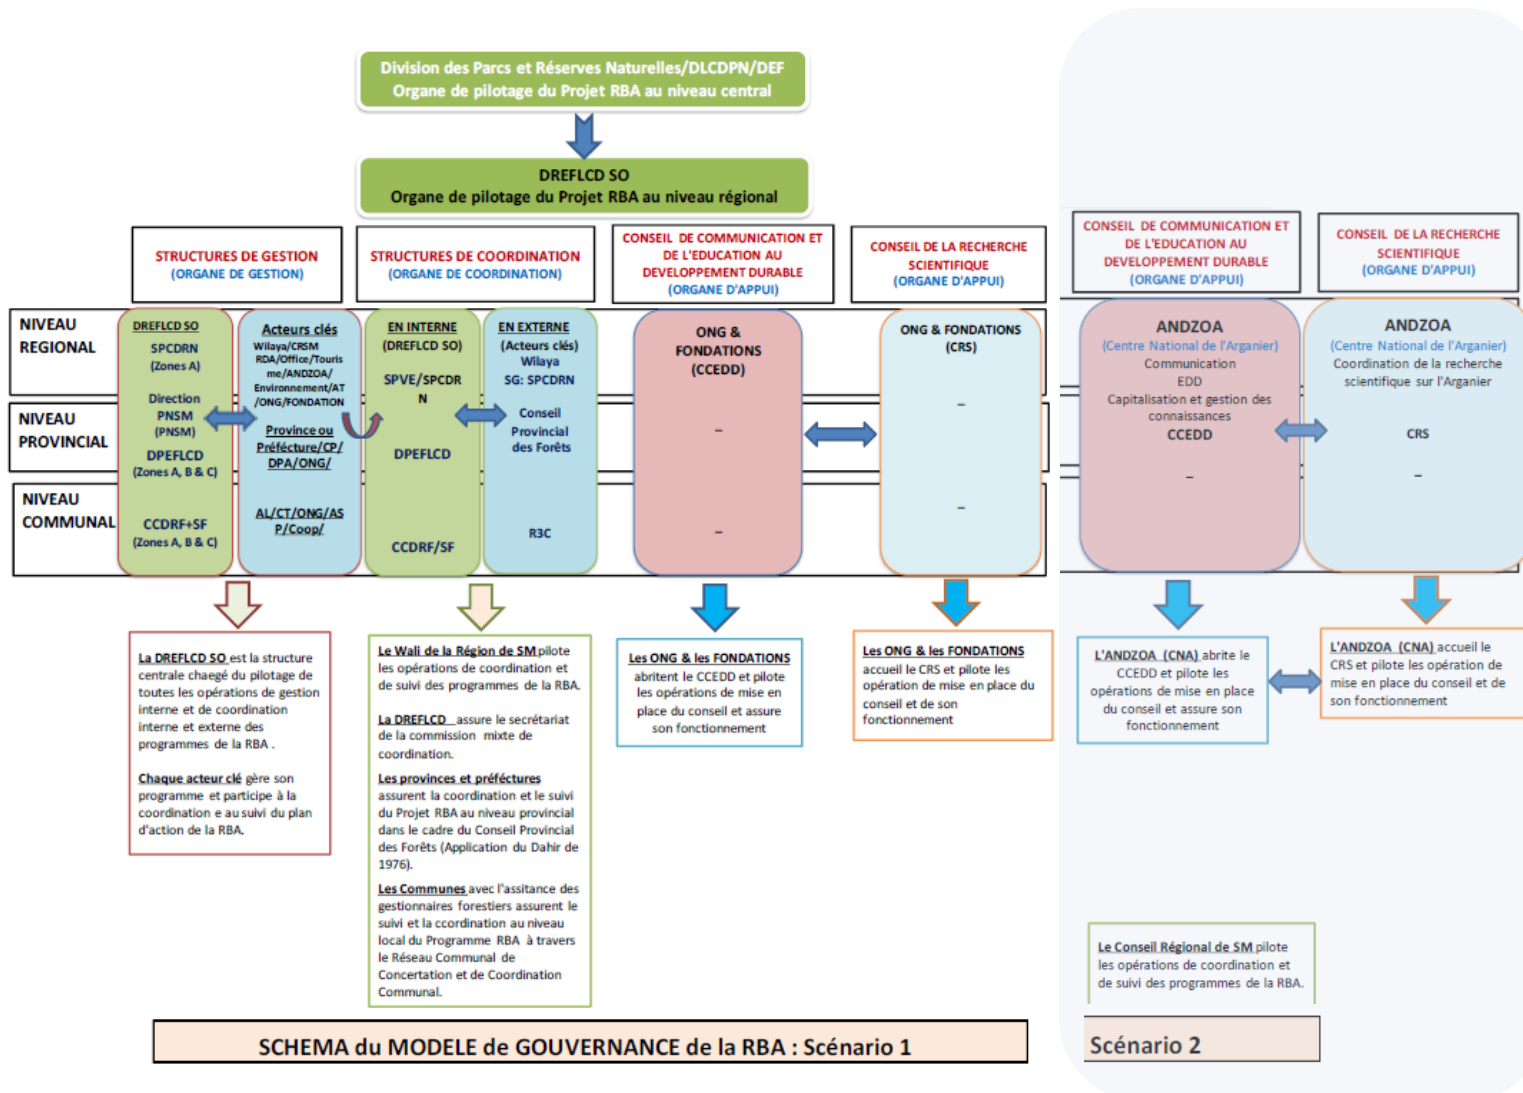 Division des Parcs et Réserves Naturelles/DLCDPN/DEF
Organe de pilotage du Projet RBA au niveau central
DREFLCD SO
Organe de pilotage du Projet RBA au niveau régional
STRUCTURES DE GESTION
(ORGANE DE GESTION)
STRUCTURES DE COORDINATION
(ORGANE DE COORDINATION)
CONSEIL DE COMMUNICATION ET
DE L'EDUCATION AU
DEVELOPPEMENT DURABLE
(ORGANE D'APPUI)
CONSEIL DE LA RECHERCHE
SCIENTIFIQUE
(ORGANE D'APPUI)
CONSEIL DE COMMUNICATION ET
DE L'EDUCATION AU
DEVELOPPEMENT DURABLE
(ORGANE D'APPUI)
CONSEIL DE LA RECHERCHE
SCIENTIFIQUE
(ORGANE D'APPUI)
NIVEAU
REGIONAL
NIVEAU
PROVINCIAL
NIVEAU
COMMUNAL
DREFLCD SO
SPCDRN
(Zones A)
Direction
PNSM
(PNSM)
DPEFLCD
(Zones A, B & C)
CCDRF+SF
(Zones A, B & C)
Acteurs clés
Wilaya/CRSM
RDA/Office/Touris
me/ANDZOA/
Environnement/AT
/ONG/FONDATION
Province ou
Préfécture/CP/
DPA/ONG/
AL/CT/ONG/AS
P/Coop/
EN INTERNE
(DREFLCD SO)
SPVE/SPCDR
N
DPEFLCD
CCDRF/SF
EN EXTERNE
(Acteurs clés)
Wilaya
SG: SPCDRN
Conseil
Provincial
des Forêts
R3C
ONG &
FONDATIONS
(CCEDD)
–
–
ONG & FONDATIONS
(CRS)
–
–
ANDZOA
(Centre National de l'Arganier)
Communication
EDD
Capitalisation et gestion des
connaissances
CCEDD
–
ANDZOA
(Centre National de l'Arganier)
Coordination de la recherche
scientifique sur l'Arganier
CRS
–
La DREFLCD SO est la structure
centrale chaegé du pilotage de
toutes les opérations de gestion
interne et de coordination
interne et externe des
programmes de la RBA .
Chaque acteur clé gère son
programme et participe à la
coordination e au suivi du plan
d'action de la RBA.
Le Wali de la Région de SM pilote
les opérations de coordination et
de suivi des programmes de la RBA.
La DREFLCD assure le secrétariat
de la commission mixte de
coordination.
Les provinces et préféctures
assurent la coordination et le suivi
du Projet RBA au niveau provincial
dans le cadre du Conseil Provincial
des Forêts (Application du Dahir de
1976).
Les Communes avec l'assitance des
gestionnaires forestiers assurent le
suivi et la ccordination au niveau
local du Programme RBA à travers
le Réseau Communal de
Concertation et de Coordination
Communal.
Les ONG & les FONDATIONS
abritent le CCEDD et pilote
les opérations de mise en
place du conseil et assure
son fonctionnement
Les ONG & les FONDATIONS
accueil le CRS et pilote les
opération de mise en place du
conseil et de son
fonctionnement
L'ANDZOA (CNA) abrite le
CCEDD et pilote les
opérations de mise en place
du conseil et assure son
fonctionnement
L'ANDZOA (CNA) accueil le
CRS et pilote les opération de
mise en place du conseil et de
son fonctionnement
Le Conseil Régional de SM pilote
les opérations de coordination et
de suivi des programmes de la RBA.
SCHEMA du MODELE de GOUVERNANCE de la RBA : Scénario 1
Scénario 2